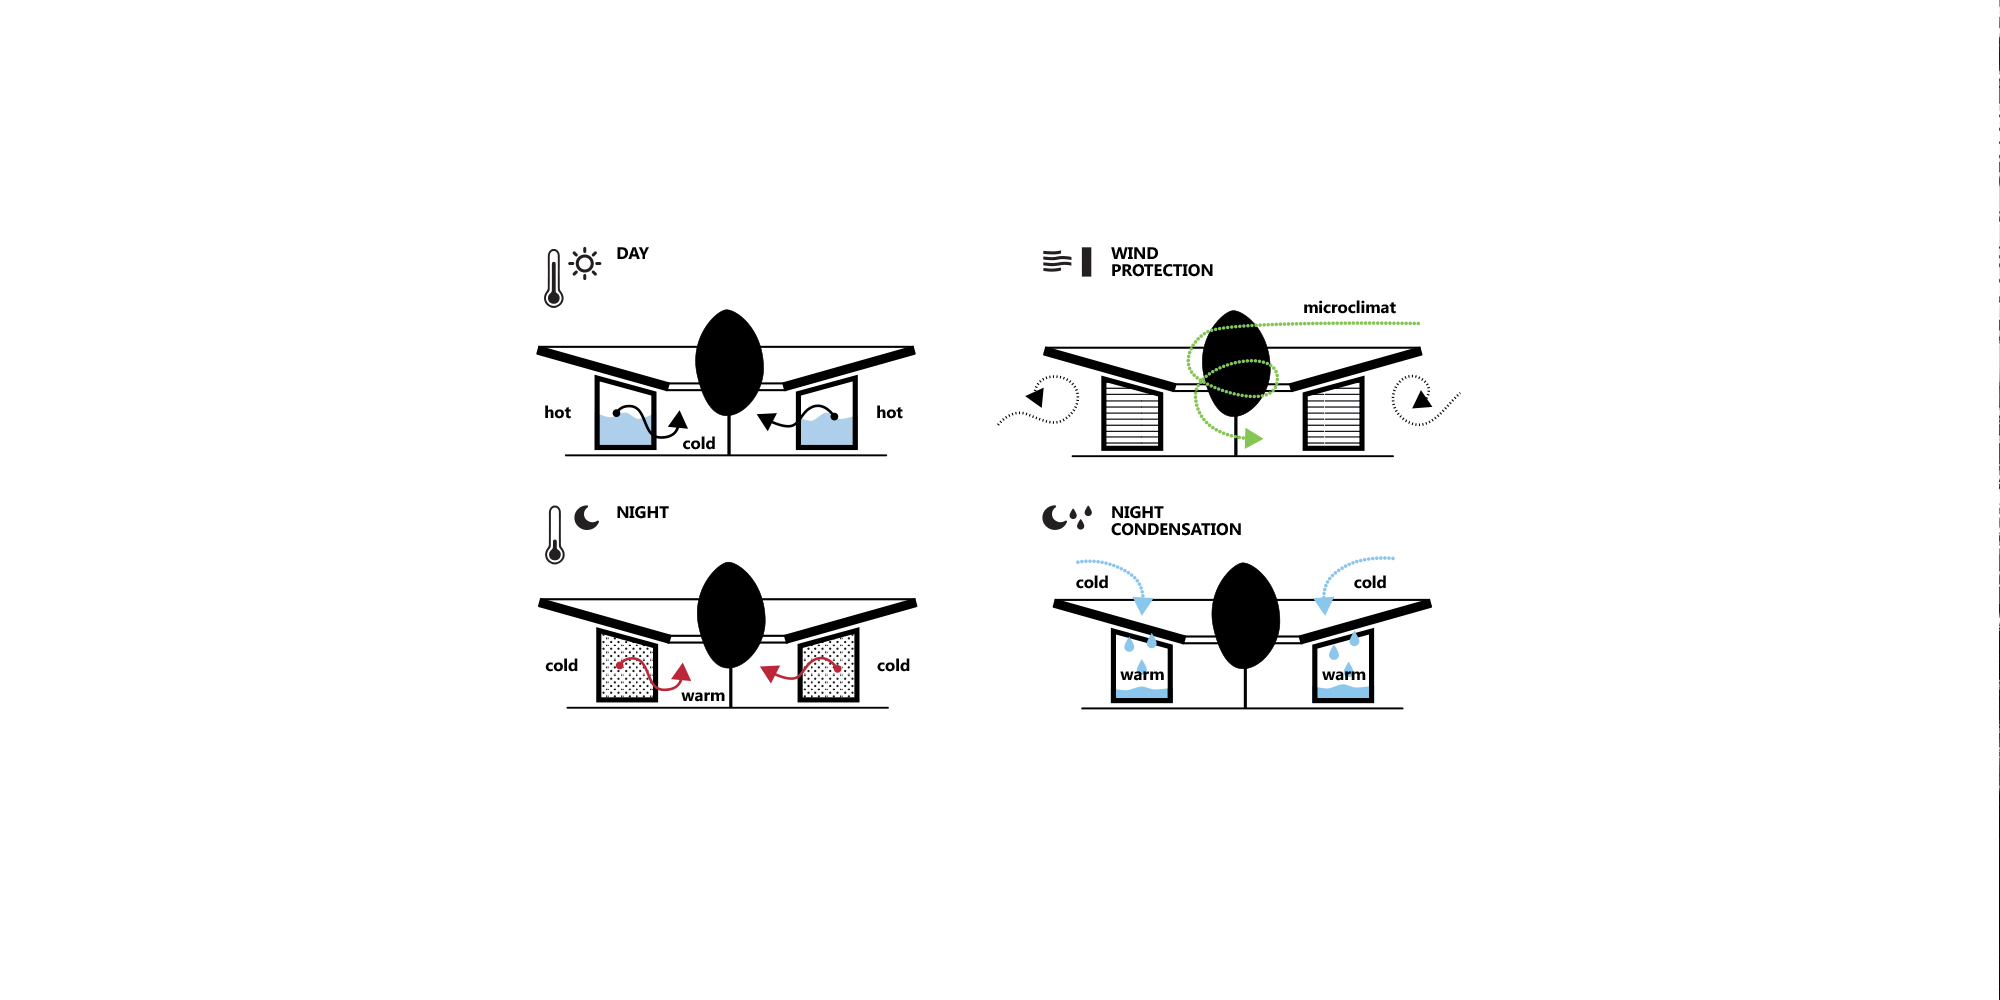 DAY
hot
cold
hot
WIND
PROTECTION
microclimat
NIGHT
cold
warm
cold
NIGHT
CONDENSATION
cold
cold
warm
warm